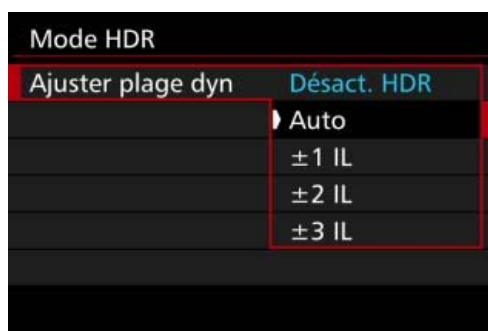 Mode HDR
Ajuster plage dyn Désact. HDR
Auto
±1 IL
±2 IL
±3 IL